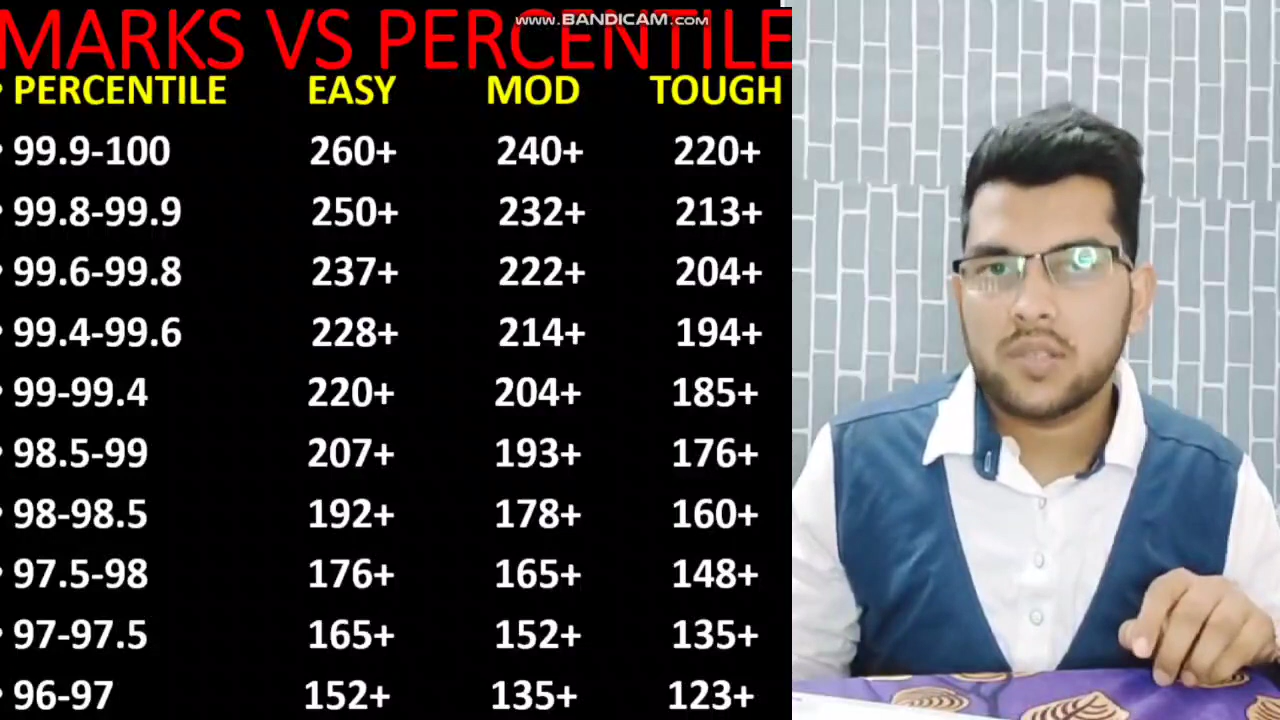 WWW.BANDICAM.COM
MARKS VS PERCENTILE
• PERCENTILE EASY MOD TOUGH
• 99.9-100 260+ 240+ 220+
• 99.8-99.9 250+ 232+ 213+
• 99.6-99.8 237+ 222+ 204+
• 99.4-99.6 228+ 214+ 194+
• 99-99.4 220+ 204+ 185+
• 98.5-99 207+ 193+ 176+
• 98-98.5 192+ 178+ 160+
• 97.5-98 176+ 165+ 148+
• 97-97.5 165+ 152+ 135+
• 96-97 152+ 135+ 123+